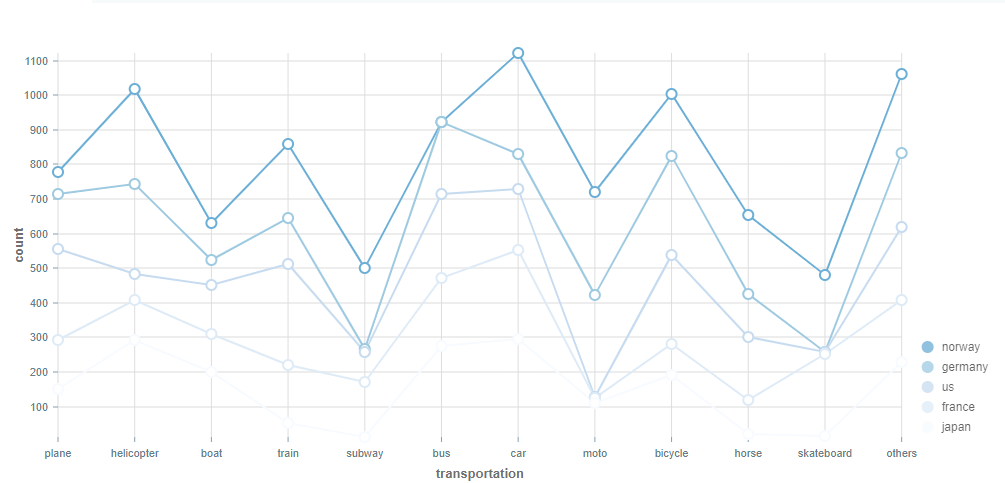 1100
1000
900
800
700
600
500
400
300
200
100
count
plane helicopter boat train subway bus car moto bicycle horse skateboard others
transportation
norway
germany
us
france
japan